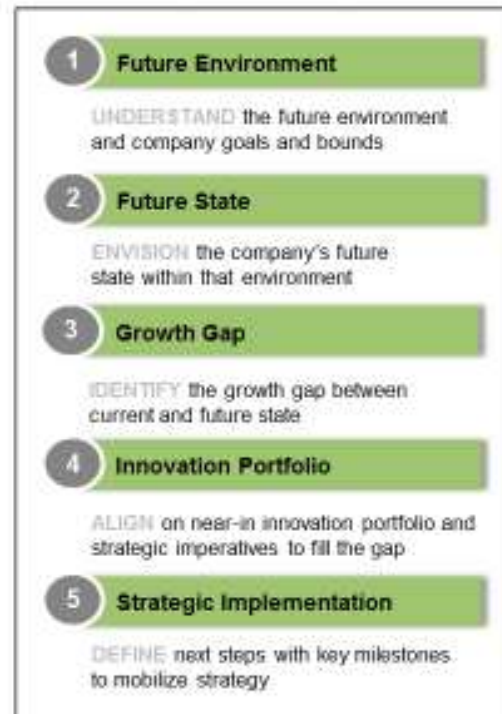 1
Future Environment
UNDERSTAND the future environment
and company goals and bounds
2
Future State
ENVISION the company's future
state within that environment
3
Growth Gap
IDENTIFY the growth gap between
current and future state
4
Innovation Portfolio
ALIGN on near-in innovation portfolio and
strategic imperatives to fill the gap
5
Strategic Implementation
DEFINE next steps with key milestones
to mobilize strategy